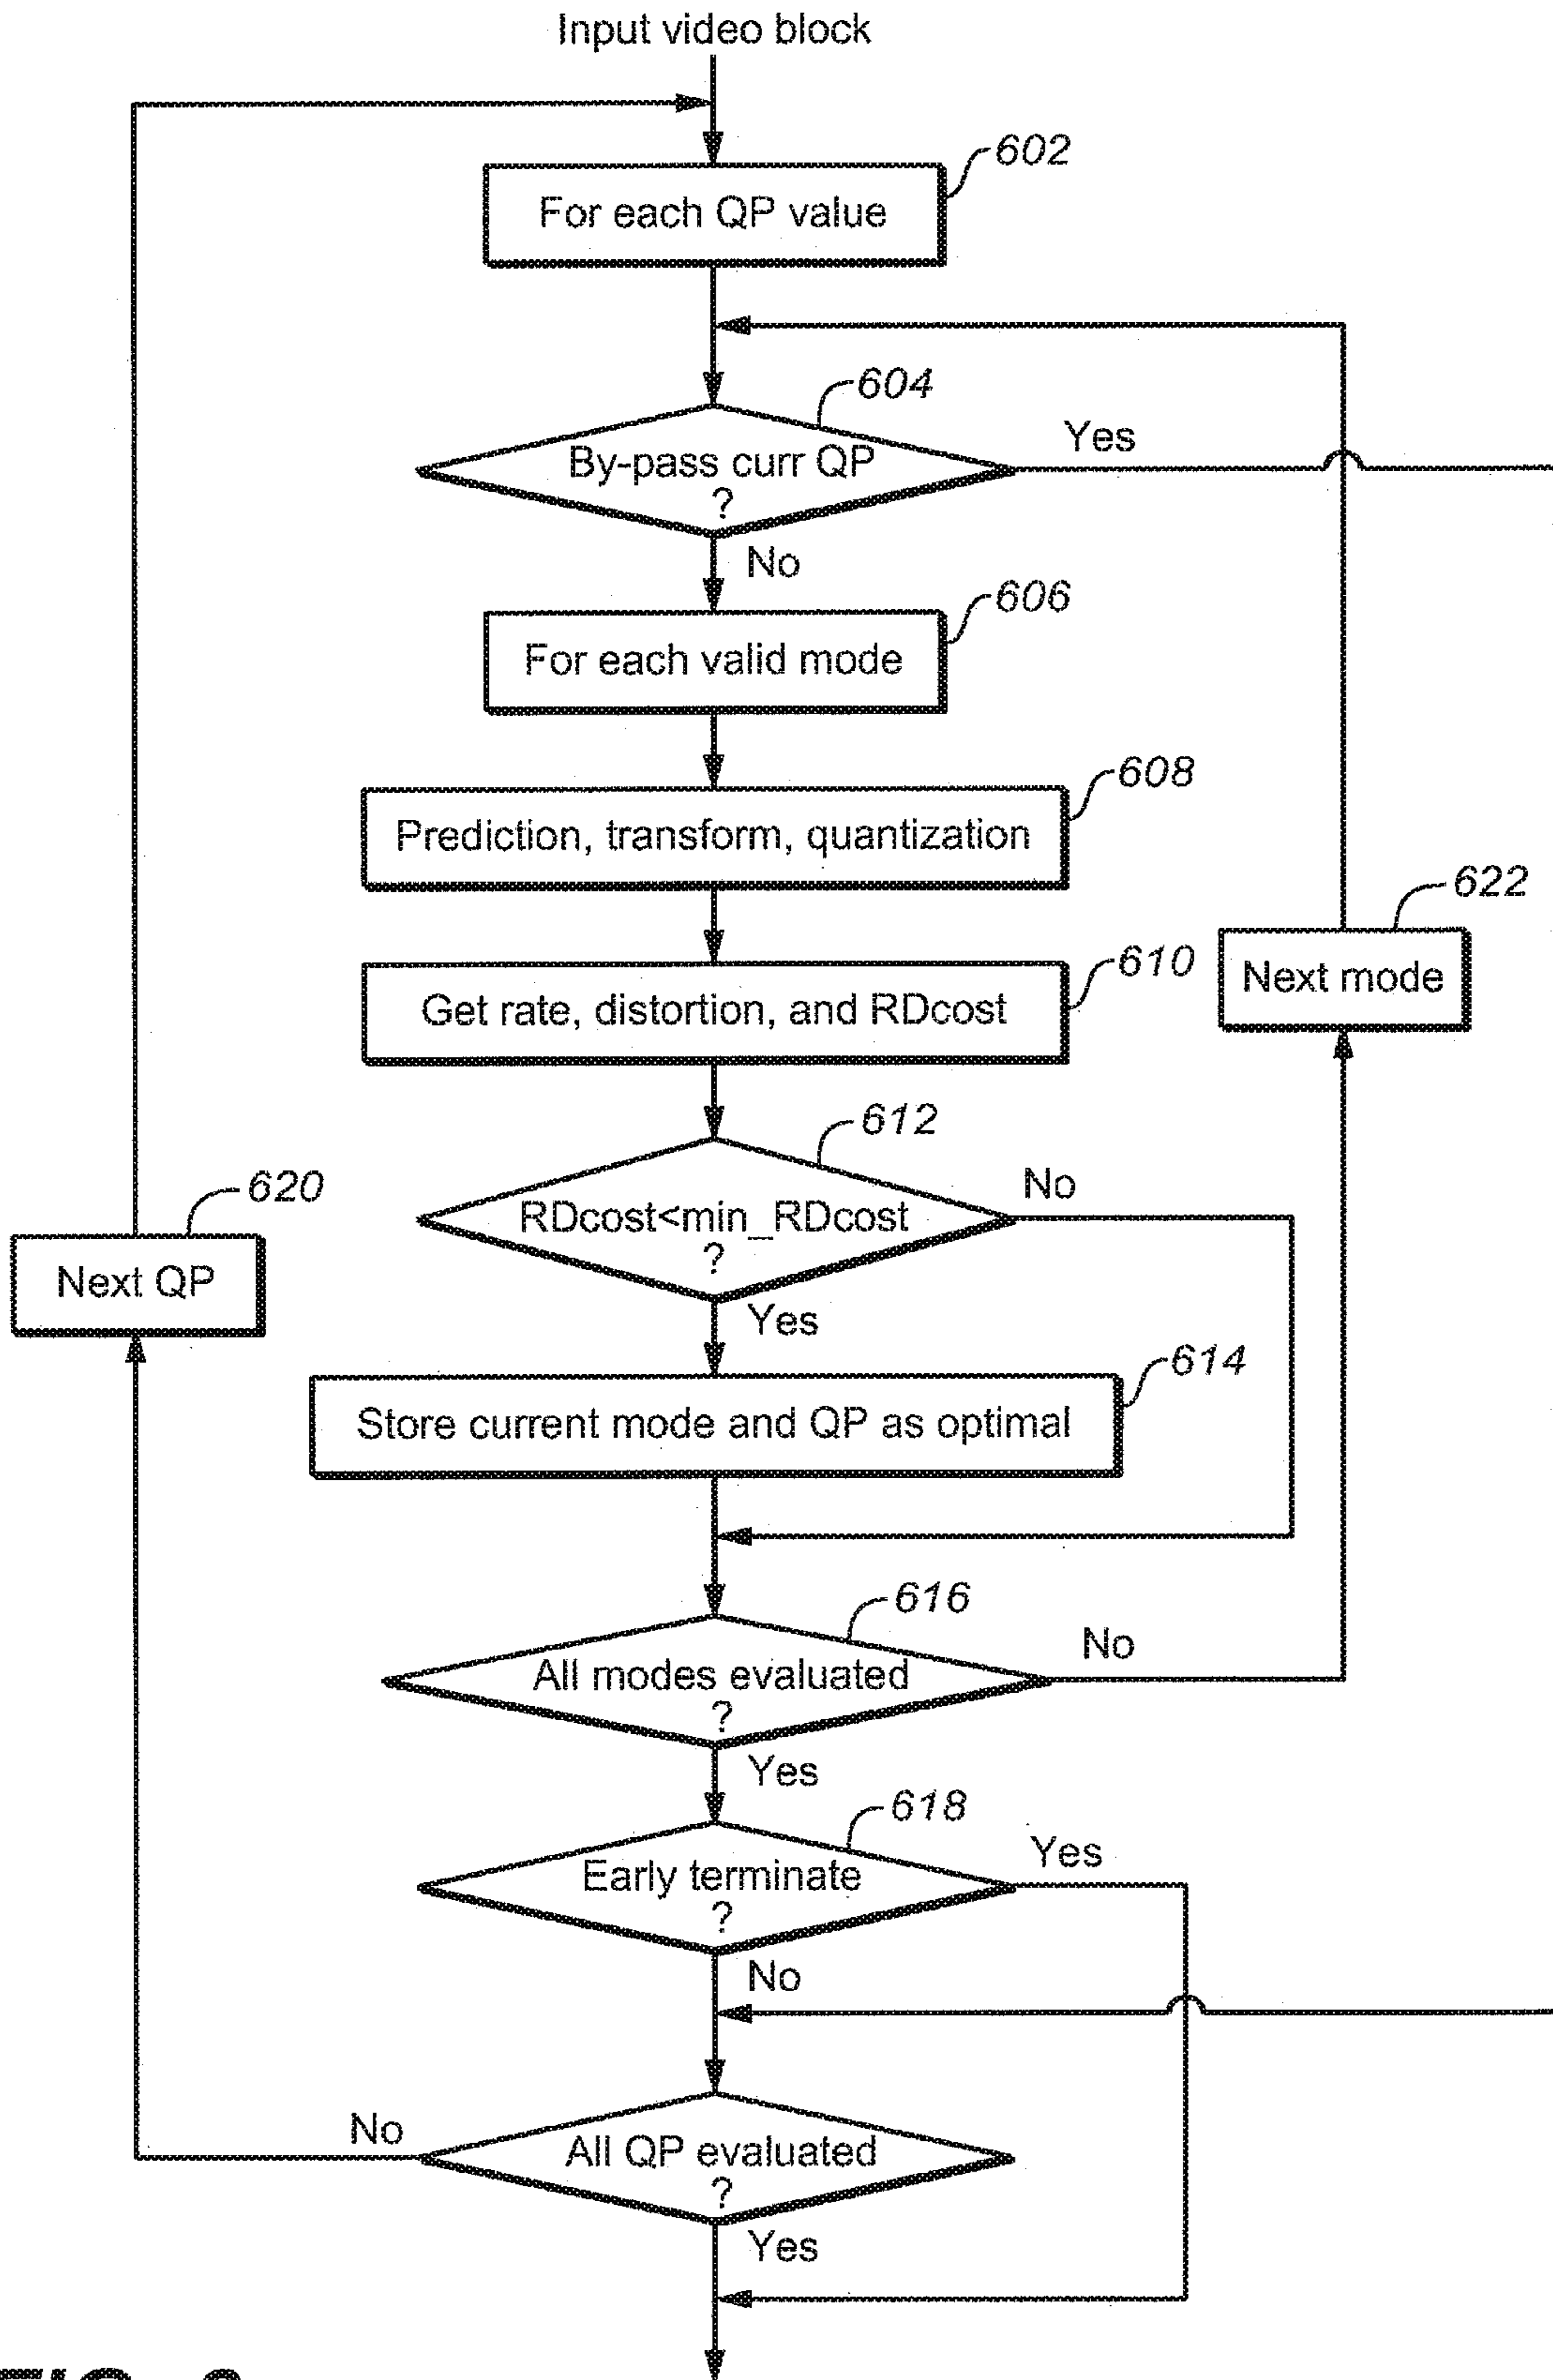 Input video block
602
For each QP value
604
By-pass curr QP
?
Yes
No
606
For each valid mode
608
Prediction, transform, quantization
622
Next mode
610
Get rate, distortion, and RDcost
612
RDcost<min_RDcost
?
No
Yes
620
Next QP
614
Store current mode and QP as optimal
616
All modes evaluated
?
No
Yes
618
Early terminate
?
Yes
No
All QP evaluated
?
No
Yes